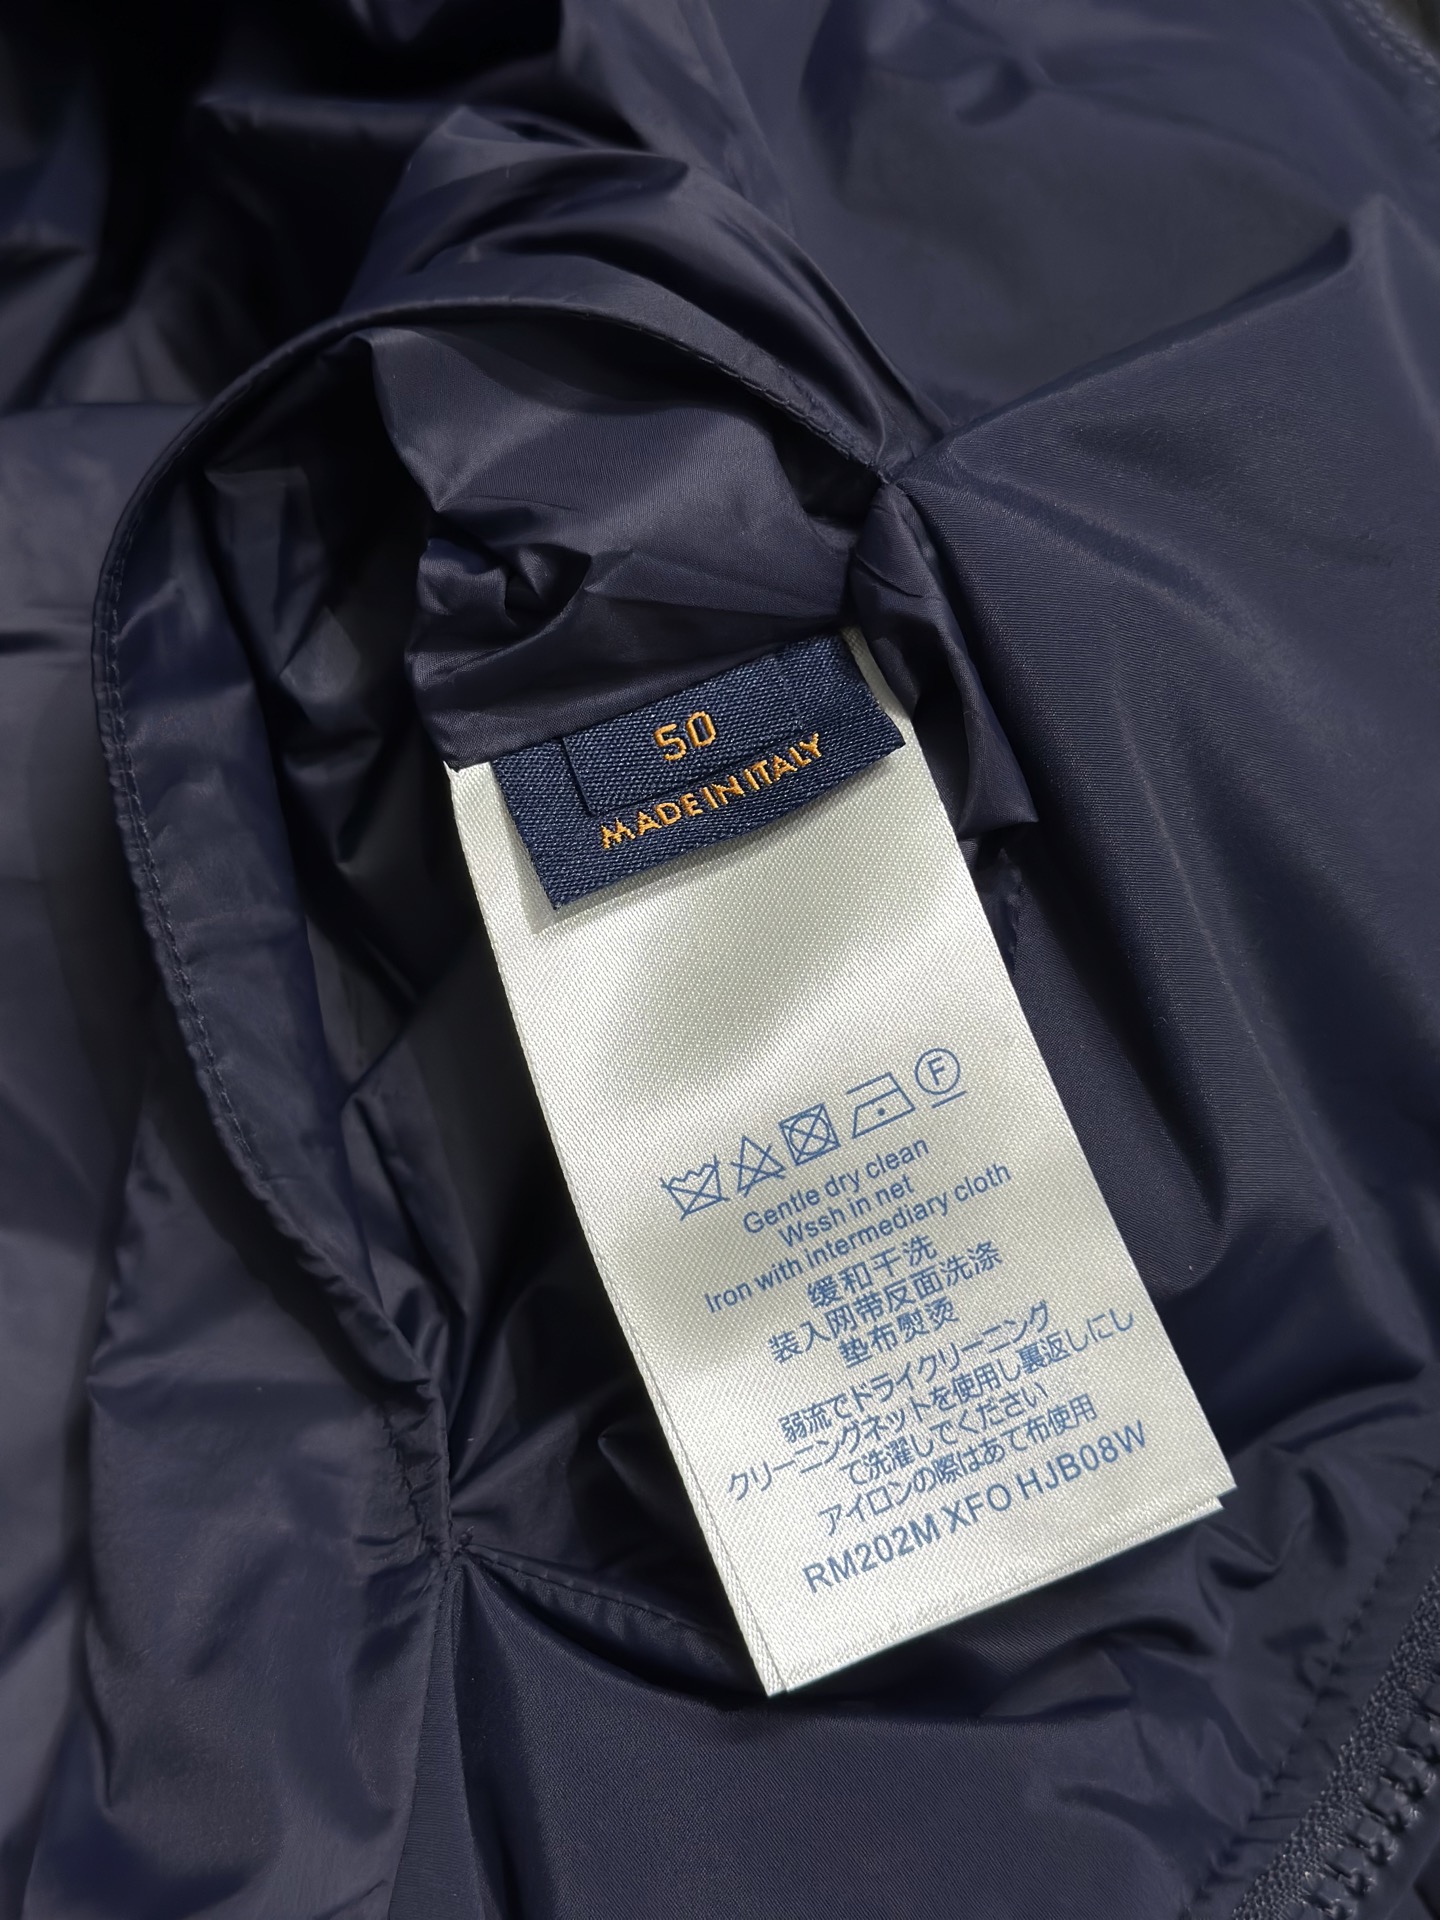 50
MADE IN ITALY
F
Gentle dry clean
Wssh in net
Iron with intermediary cloth
缓和干洗
装入网带反面洗涤
垫布熨烫
弱流でドライクリーニング
クリーニングネットを使用し裏返しにし
で洗濯してください
アイロンの際はあて布使用
RM202M XFO HJB08W